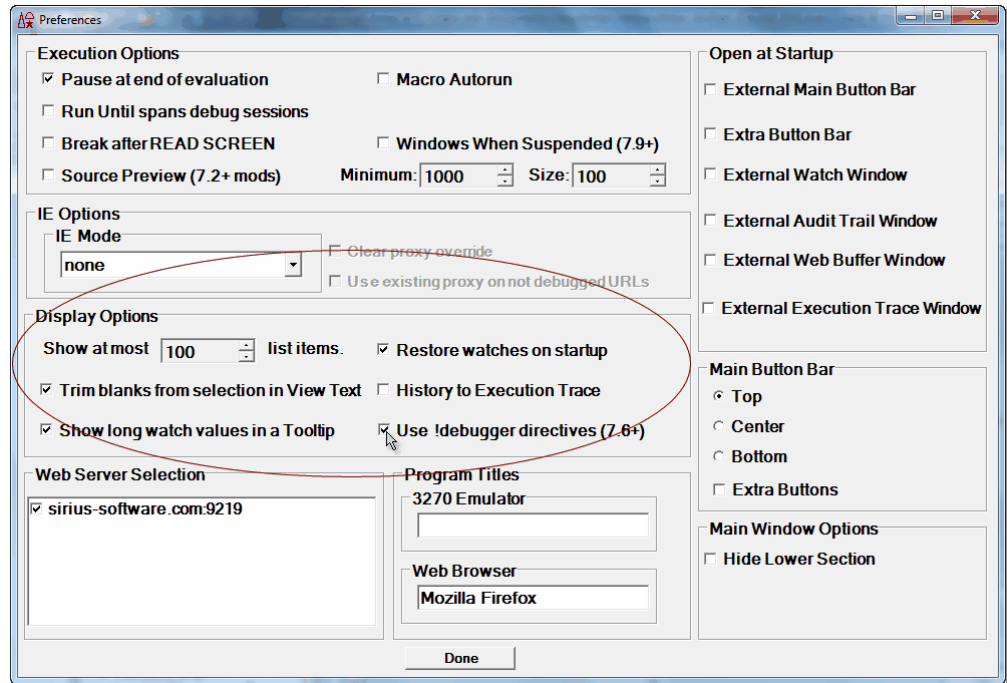 Preferences
Execution Options
Pause at end of evaluation
Macro Autorun
Run Until spans debug sessions
Break after READ SCREEN
Windows When Suspended (7.9+)
Source Preview (7.2+ mods)
Minimum: 1000 Size: 100
IE Options
IE Mode
none
Clear proxy override
Use existing proxy on not debugged URLs
Display Options
Show at most 100 list items.
Restore watches on startup
Trim blanks from selection in View Text
History to Execution Trace
Show long watch values in a Tooltip
Use !debugger directives (7.6+)
Web Server Selection
sirius-software.com:9219
Program Titles
3270 Emulator
Web Browser
Mozilla Firefox
Open at Startup
External Main Button Bar
Extra Button Bar
External Watch Window
External Audit Trail Window
External Web Buffer Window
External Execution Trace Window
Main Button Bar
Top
Center
Bottom
Extra Buttons
Main Window Options
Hide Lower Section
Done